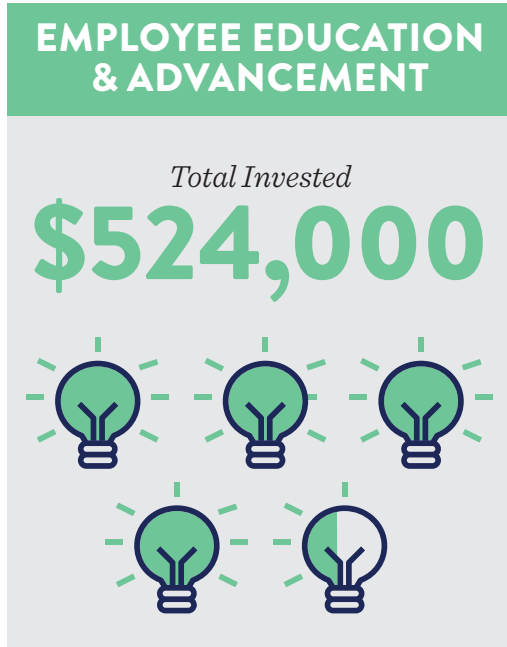 EMPLOYEE EDUCATION
& ADVANCEMENT
Total Invested
$524,000